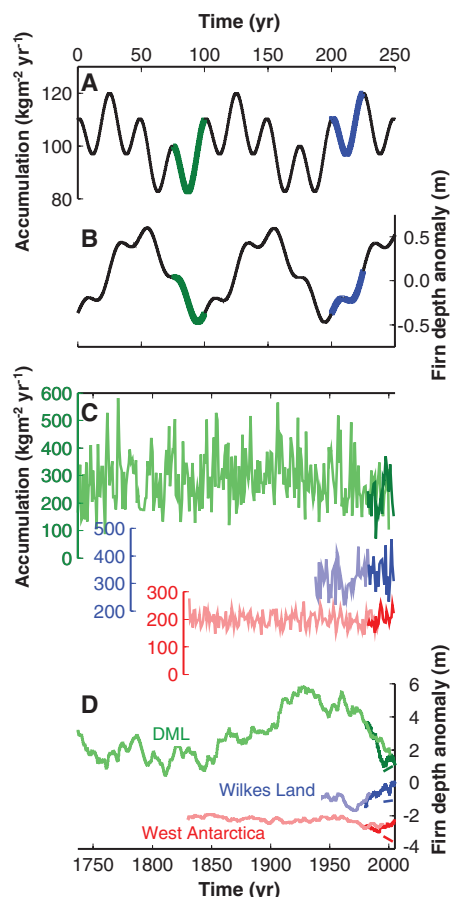 Time (yr)
0 50 100 150 200 250
A
Accumulation (kgm-2 yr-1)
120
100
80
B
Firn depth anomaly (m)
0.5
0.0
-0.5
C
Accumulation (kgm-2 yr-1)
600
500
400
300
200
100
0
500
400
300
200
300
200
100
0
D
DML
Wilkes Land
West Antarctica
Firn depth anomaly (m)
6
4
2
0
-2
-4
1750 1800 1850 1900 1950 2000
Time (yr)